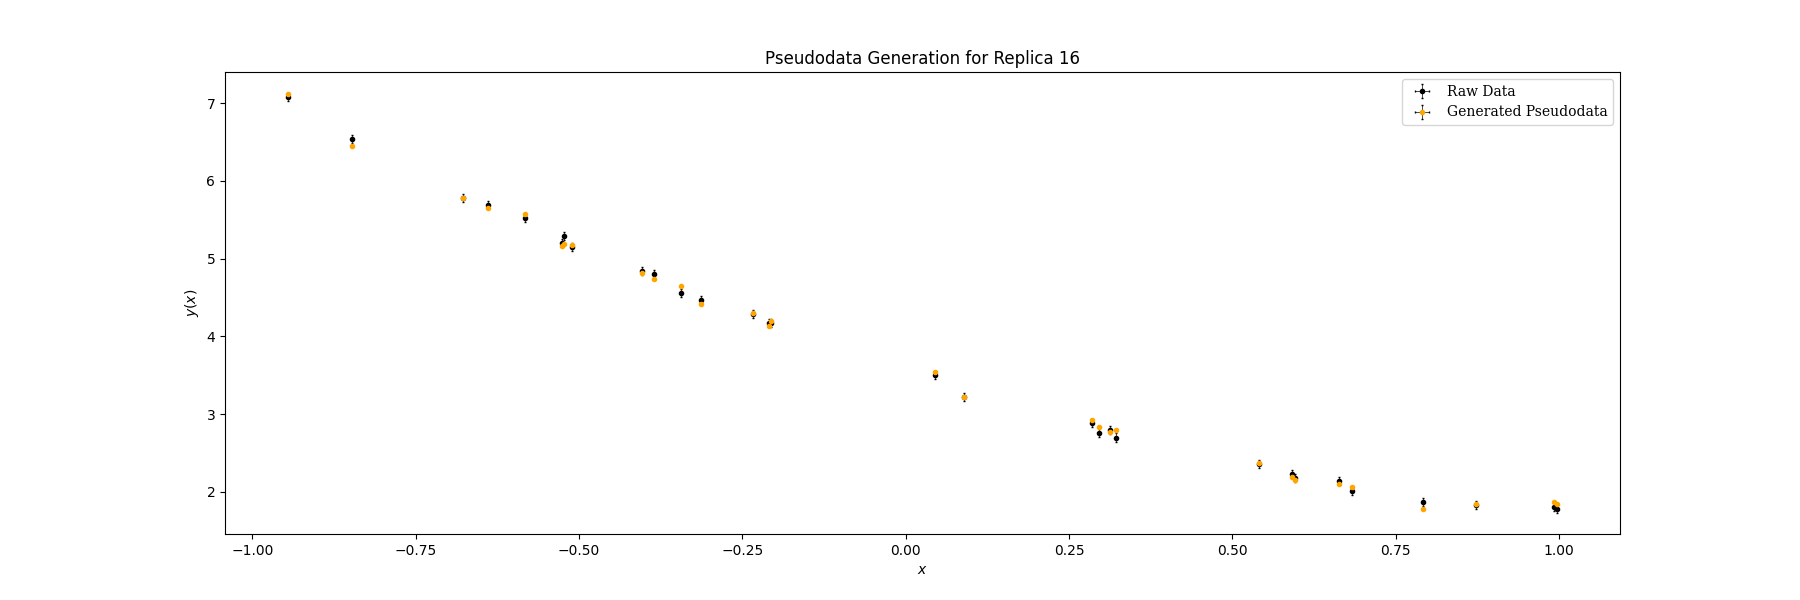 Pseudodata Generation for Replica 16
Raw Data
Generated Pseudodata
7
6
5
4
3
2
y(x)
−1.00 −0.75 −0.50 −0.25 0.00 0.25 0.50 0.75 1.00
x